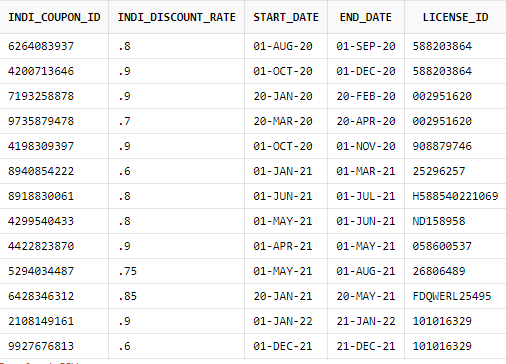 INDI_COUPON_ID INDI_DISCOUNT_RATE START_DATE END_DATE LICENSE_ID
6264083937 .8 01-AUG-20 01-SEP-20 588203864
4200713646 .9 01-OCT-20 01-DEC-20 588203864
7193258878 .9 20-JAN-20 20-FEB-20 002951620
9735879478 .7 20-MAR-20 20-APR-20 002951620
4198309397 .9 01-OCT-20 01-NOV-20 908879746
8940854222 .6 01-JAN-21 01-MAR-21 25296257
8918830061 .8 01-JUN-21 01-JUL-21 H588540221069
4299540433 .8 01-MAY-21 01-JUN-21 ND158958
4422823870 .9 01-APR-21 01-MAY-21 058600537
5294034487 .75 01-MAY-21 01-AUG-21 26806489
6428346312 .85 20-JAN-21 20-MAY-21 FDQWERL25495
2108149161 .9 01-JAN-22 21-JAN-22 101016329
9927676813 .6 01-DEC-21 21-DEC-21 101016329